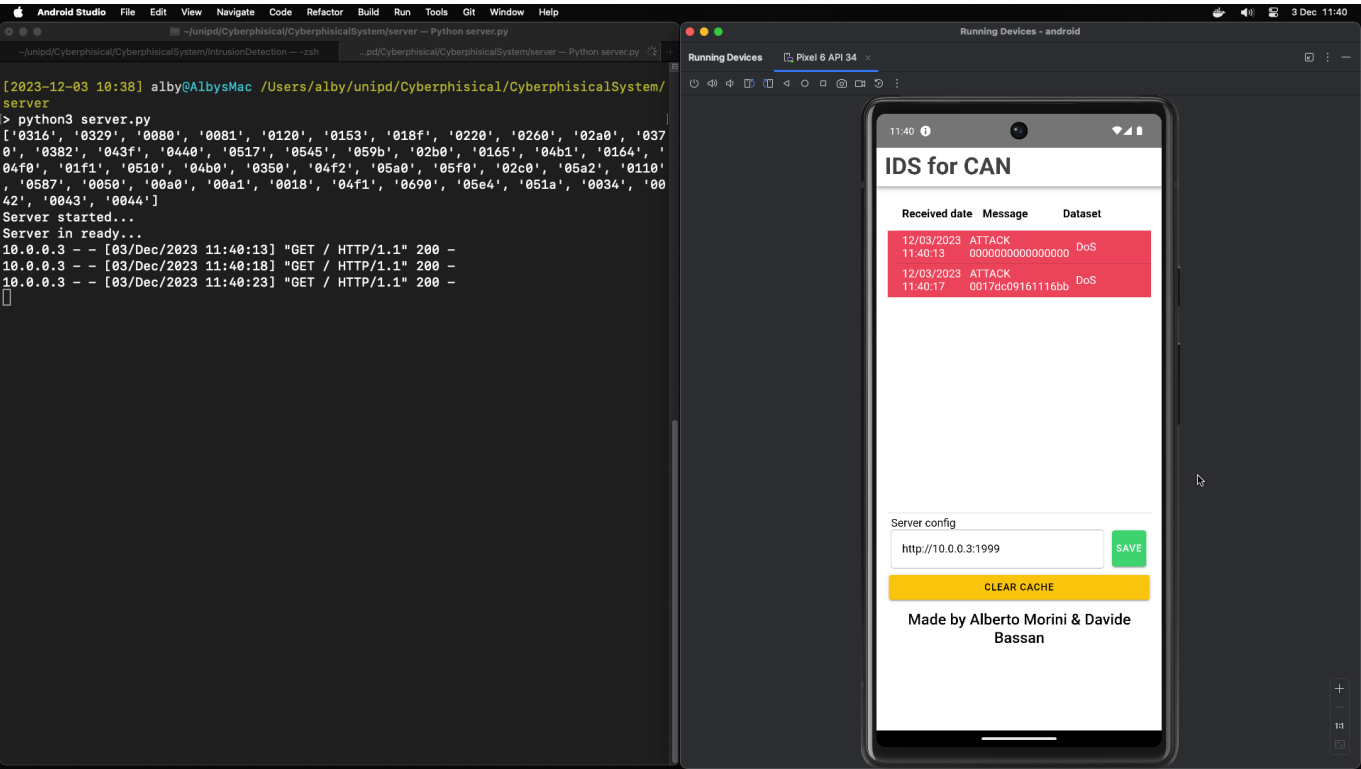 Android Studio File Edit View Navigate Code Refactor Build Run Tools Git Window Help 3 Dec 11:40
~/unipd/Cyberphisical/CyberphisicalSystem/server — Python server.py
~/unipd/Cyberphisical/CyberphisicalSystem/IntrusionDetection — -zsh ...pd/Cyberphisical/CyberphisicalSystem/server — Python server.py
[2023-12-03 10:38] alby@AlbysMac /Users/alby/unipd/Cyberphisical/CyberphisicalSystem/
server
> python3 server.py
['0316', '0329', '0080', '0081', '0120', '0153', '018f', '0220', '0260', '02a0', '037
0', '0382', '043f', '0440', '0517', '0545', '059b', '02b0', '0165', '04b1', '0164', '
04f0', '01f1', '0510', '04b0', '0350', '04f2', '05a0', '05f0', '02c0', '05a2', '0110'
, '0587', '0050', '00a0', '00a1', '0018', '04f1', '0690', '05e4', '051a', '0034', '00
42', '0043', '0044']
Server started...
Server in ready...
10.0.0.3 - - [03/Dec/2023 11:40:13] "GET / HTTP/1.1" 200 -
10.0.0.3 - - [03/Dec/2023 11:40:18] "GET / HTTP/1.1" 200 -
10.0.0.3 - - [03/Dec/2023 11:40:23] "GET / HTTP/1.1" 200 -
Running Devices - android
Running Devices Pixel 6 API 34
11:40
IDS for CAN
Received date Message Dataset
12/03/2023 ATTACK
11:40:13 0000000000000000 DoS
12/03/2023 ATTACK
11:40:17 0017dc09161116bb DoS
Server config
http://10.0.0.3:1999 SAVE
CLEAR CACHE
Made by Alberto Morini & Davide
Bassan
1:1